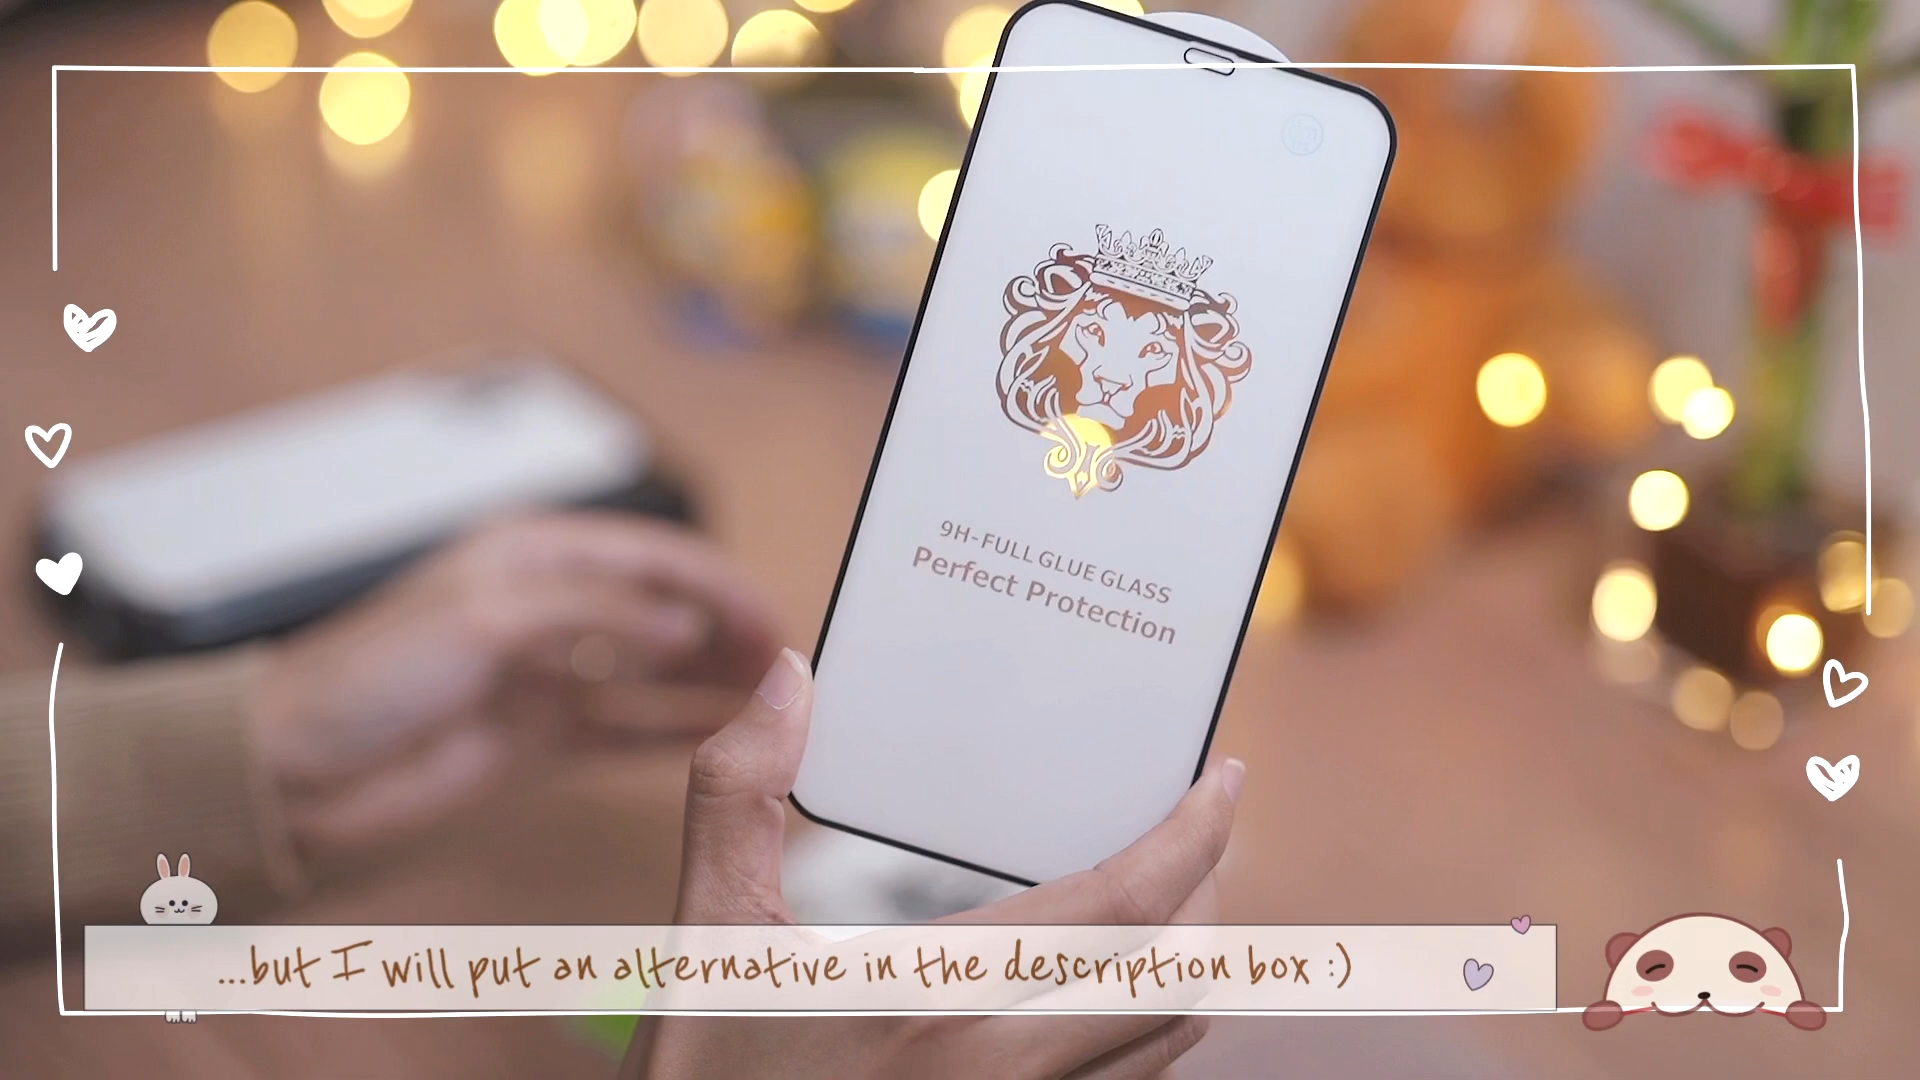 9H-FULL GLUE GLASS
Perfect Protection
...but I will put an alternative in the description box :)